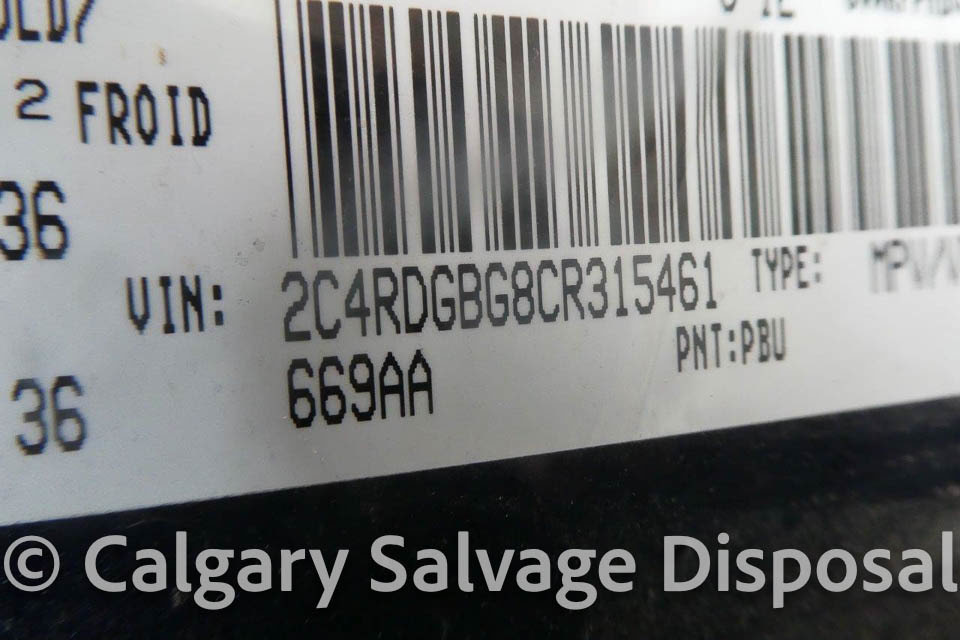 2 FROID
36
VIN: 2C4RDGBG8CR315461 TYPE:
669AA PNT:PBU
36
© Calgary Salvage Disposal